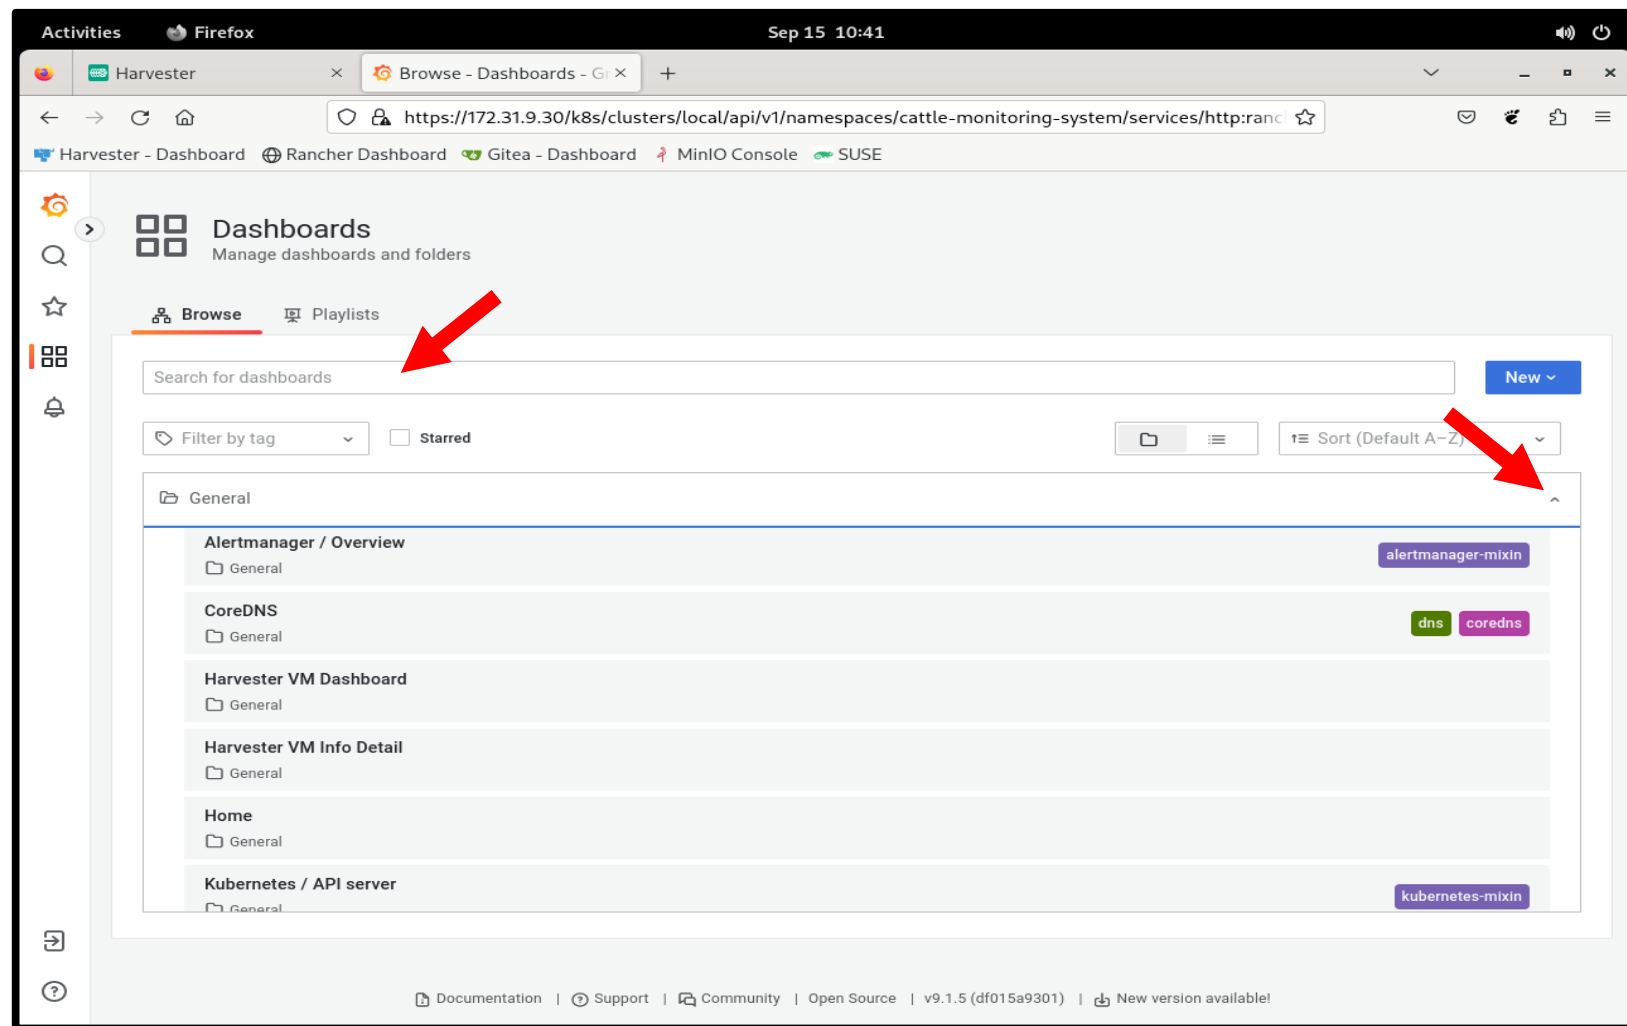 Activities Firefox Sep 15 10:41
Harvester Browse - Dashboards - Gr
https://172.31.9.30/k8s/clusters/local/api/v1/namespaces/cattle-monitoring-system/services/http:ranc
Harvester - Dashboard Rancher Dashboard Gitea - Dashboard MinIO Console SUSE
Dashboards
Manage dashboards and folders
Browse Playlists
Search for dashboards New
Filter by tag Starred Sort (Default A–Z)
General
Alertmanager / Overview alertmanager-mixin
General
CoreDNS dns coredns
General
Harvester VM Dashboard
General
Harvester VM Info Detail
General
Home
General
Kubernetes / API server kubernetes-mixin
General
Documentation | Support | Community | Open Source | v9.1.5 (df015a9301) | New version available!